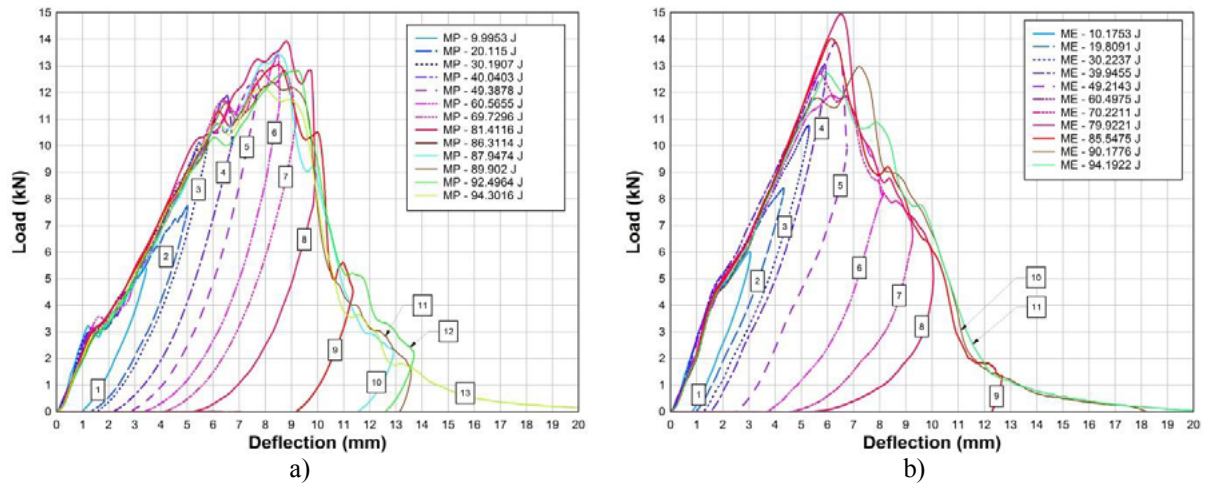 15
14
13
12
11
10
9
8
7
6
5
4
3
2
1
0
Load (kN)
MP - 9.9953 J
MP - 20.115 J
MP - 30.1907 J
MP - 40.0403 J
MP - 49.3878 J
MP - 60.5655 J
MP - 69.7296 J
MP - 81.4116 J
MP - 86.3114 J
MP - 87.9474 J
MP - 89.902 J
MP - 92.4964 J
MP - 94.3016 J
1
2
3
4
5
6
7
8
9
10
11
12
13
0 1 2 3 4 5 6 7 8 9 10 11 12 13 14 15 16 17 18 19 20
Deflection (mm)
a)
15
14
13
12
11
10
9
8
7
6
5
4
3
2
1
0
Load (kN)
ME - 10.1753 J
ME - 19.8091 J
ME - 30.2237 J
ME - 39.9455 J
ME - 49.2143 J
ME - 60.4975 J
ME - 70.2211 J
ME - 79.9221 J
ME - 85.5475 J
ME - 90.1776 J
ME - 94.1922 J
1
2
3
4
5
6
7
8
9
10
11
0 1 2 3 4 5 6 7 8 9 10 11 12 13 14 15 16 17 18 19 20
Deflection (mm)
b)